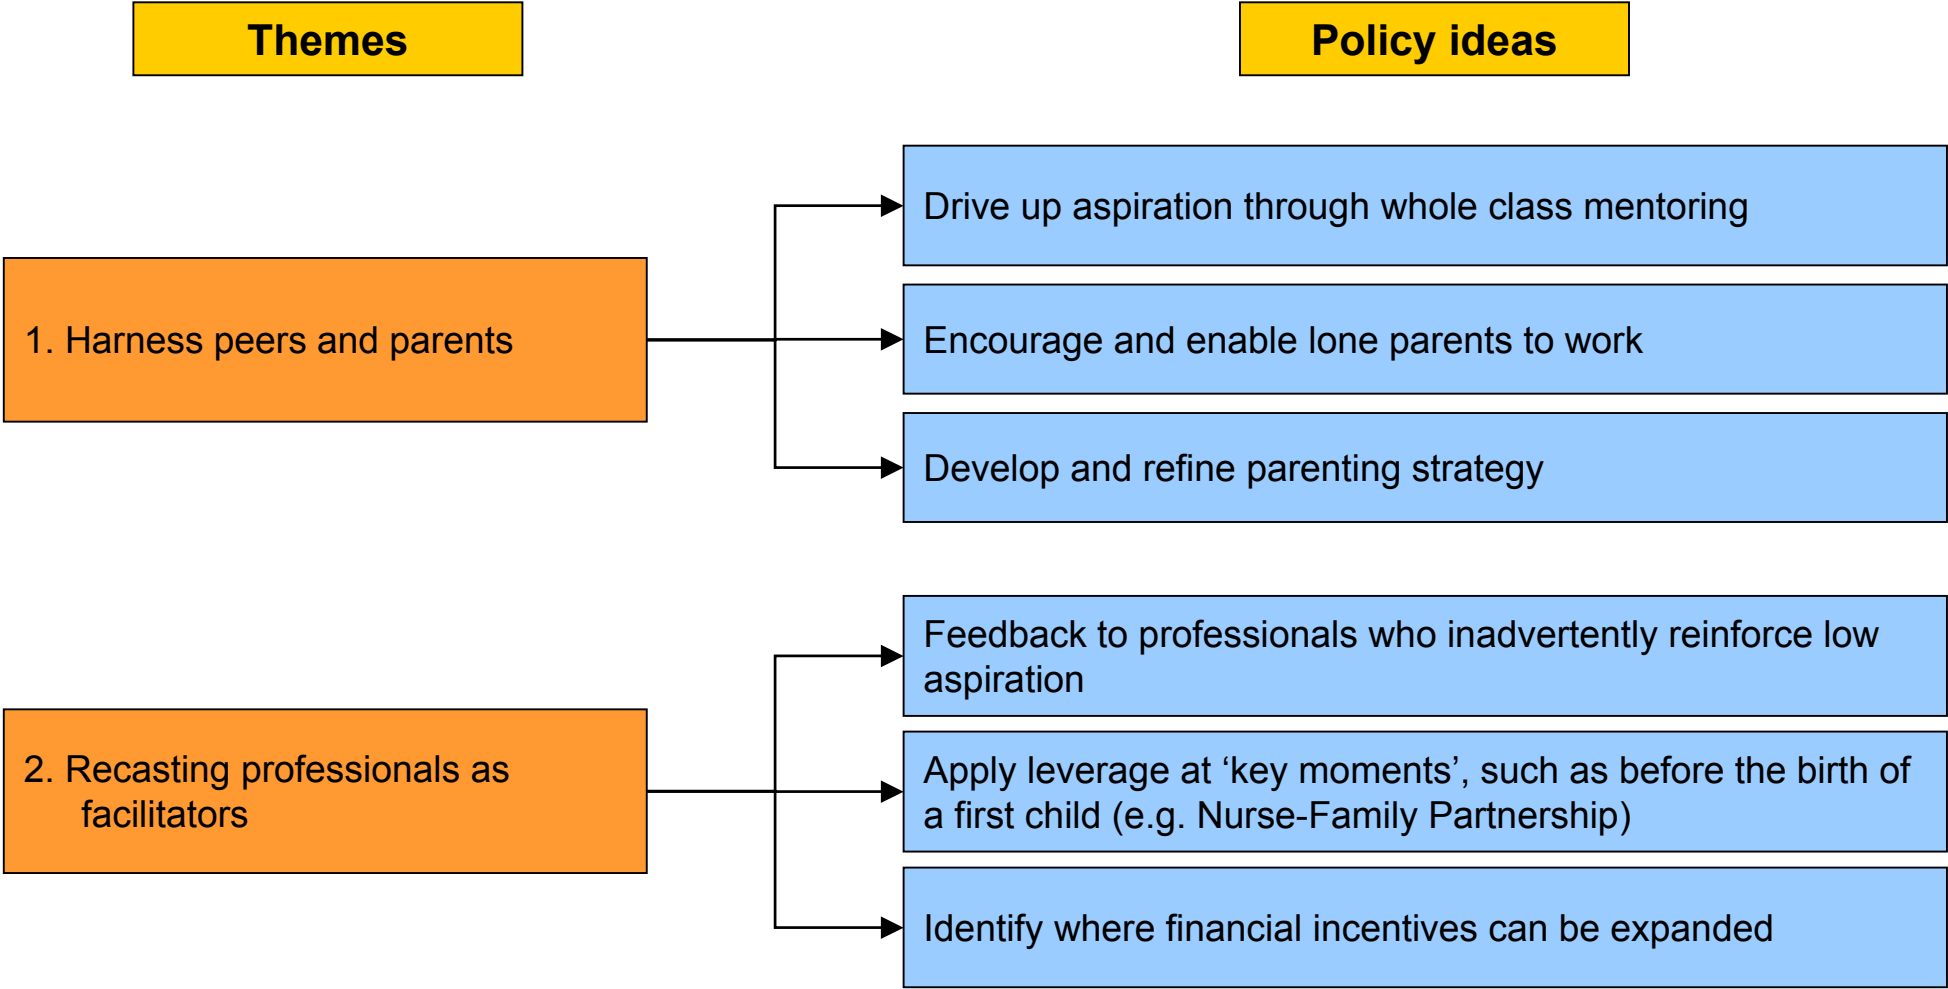 Themes
Policy ideas
1. Harness peers and parents
Drive up aspiration through whole class mentoring
Encourage and enable lone parents to work
Develop and refine parenting strategy
2. Recasting professionals as
facilitators
Feedback to professionals who inadvertently reinforce low
aspiration
Apply leverage at ‘key moments’, such as before the birth of
a first child (e.g. Nurse-Family Partnership)
Identify where financial incentives can be expanded